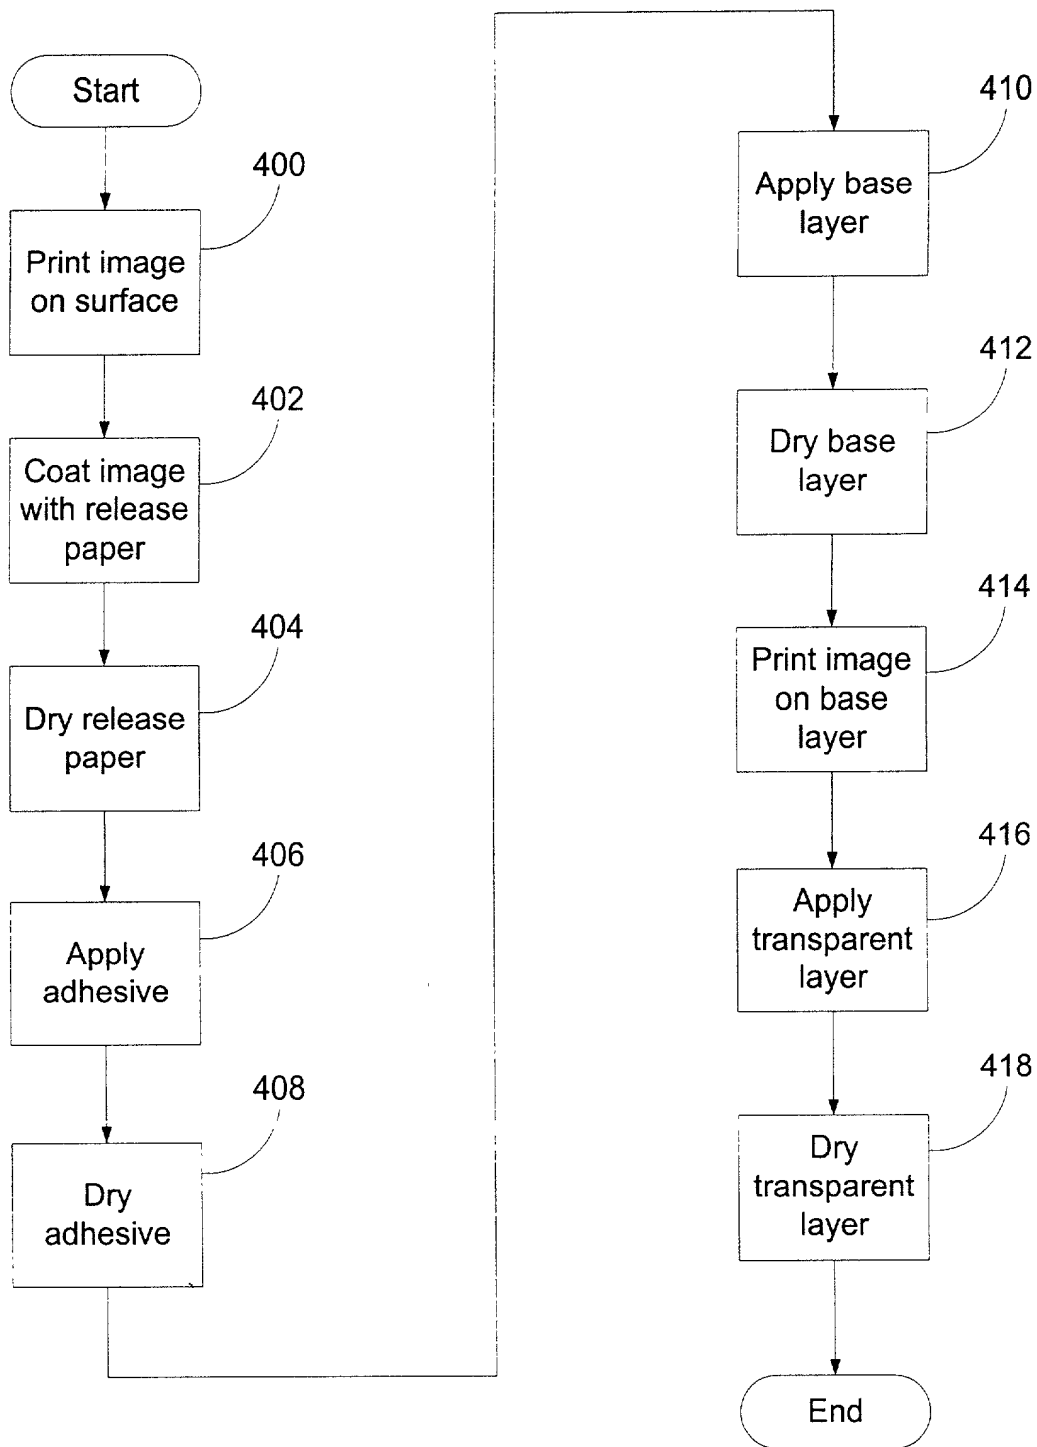 Start
400
Print image
on surface
402
Coat image
with release
paper
404
Dry release
paper
406
Apply
adhesive
408
Dry
adhesive
410
Apply base
layer
412
Dry base
layer
414
Print image
on base
layer
416
Apply
transparent
layer
418
Dry
transparent
layer
End